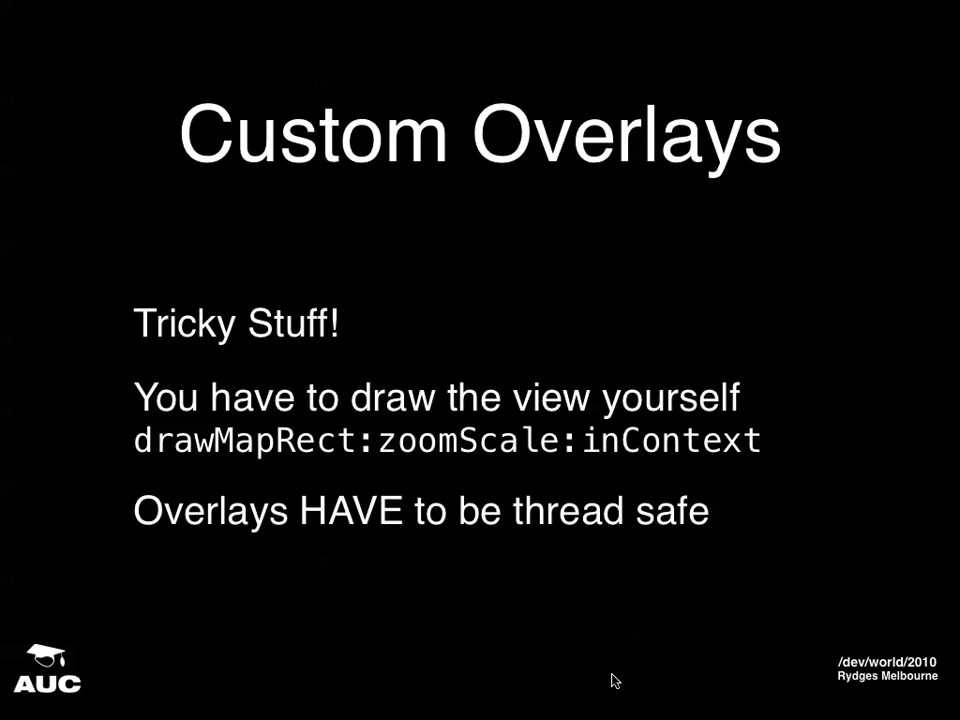 Custom Overlays
Tricky Stuff!
You have to draw the view yourself
drawMapRect:zoomScale:inContext
Overlays HAVE to be thread safe
AUC
/dev/world/2010
Rydges Melbourne